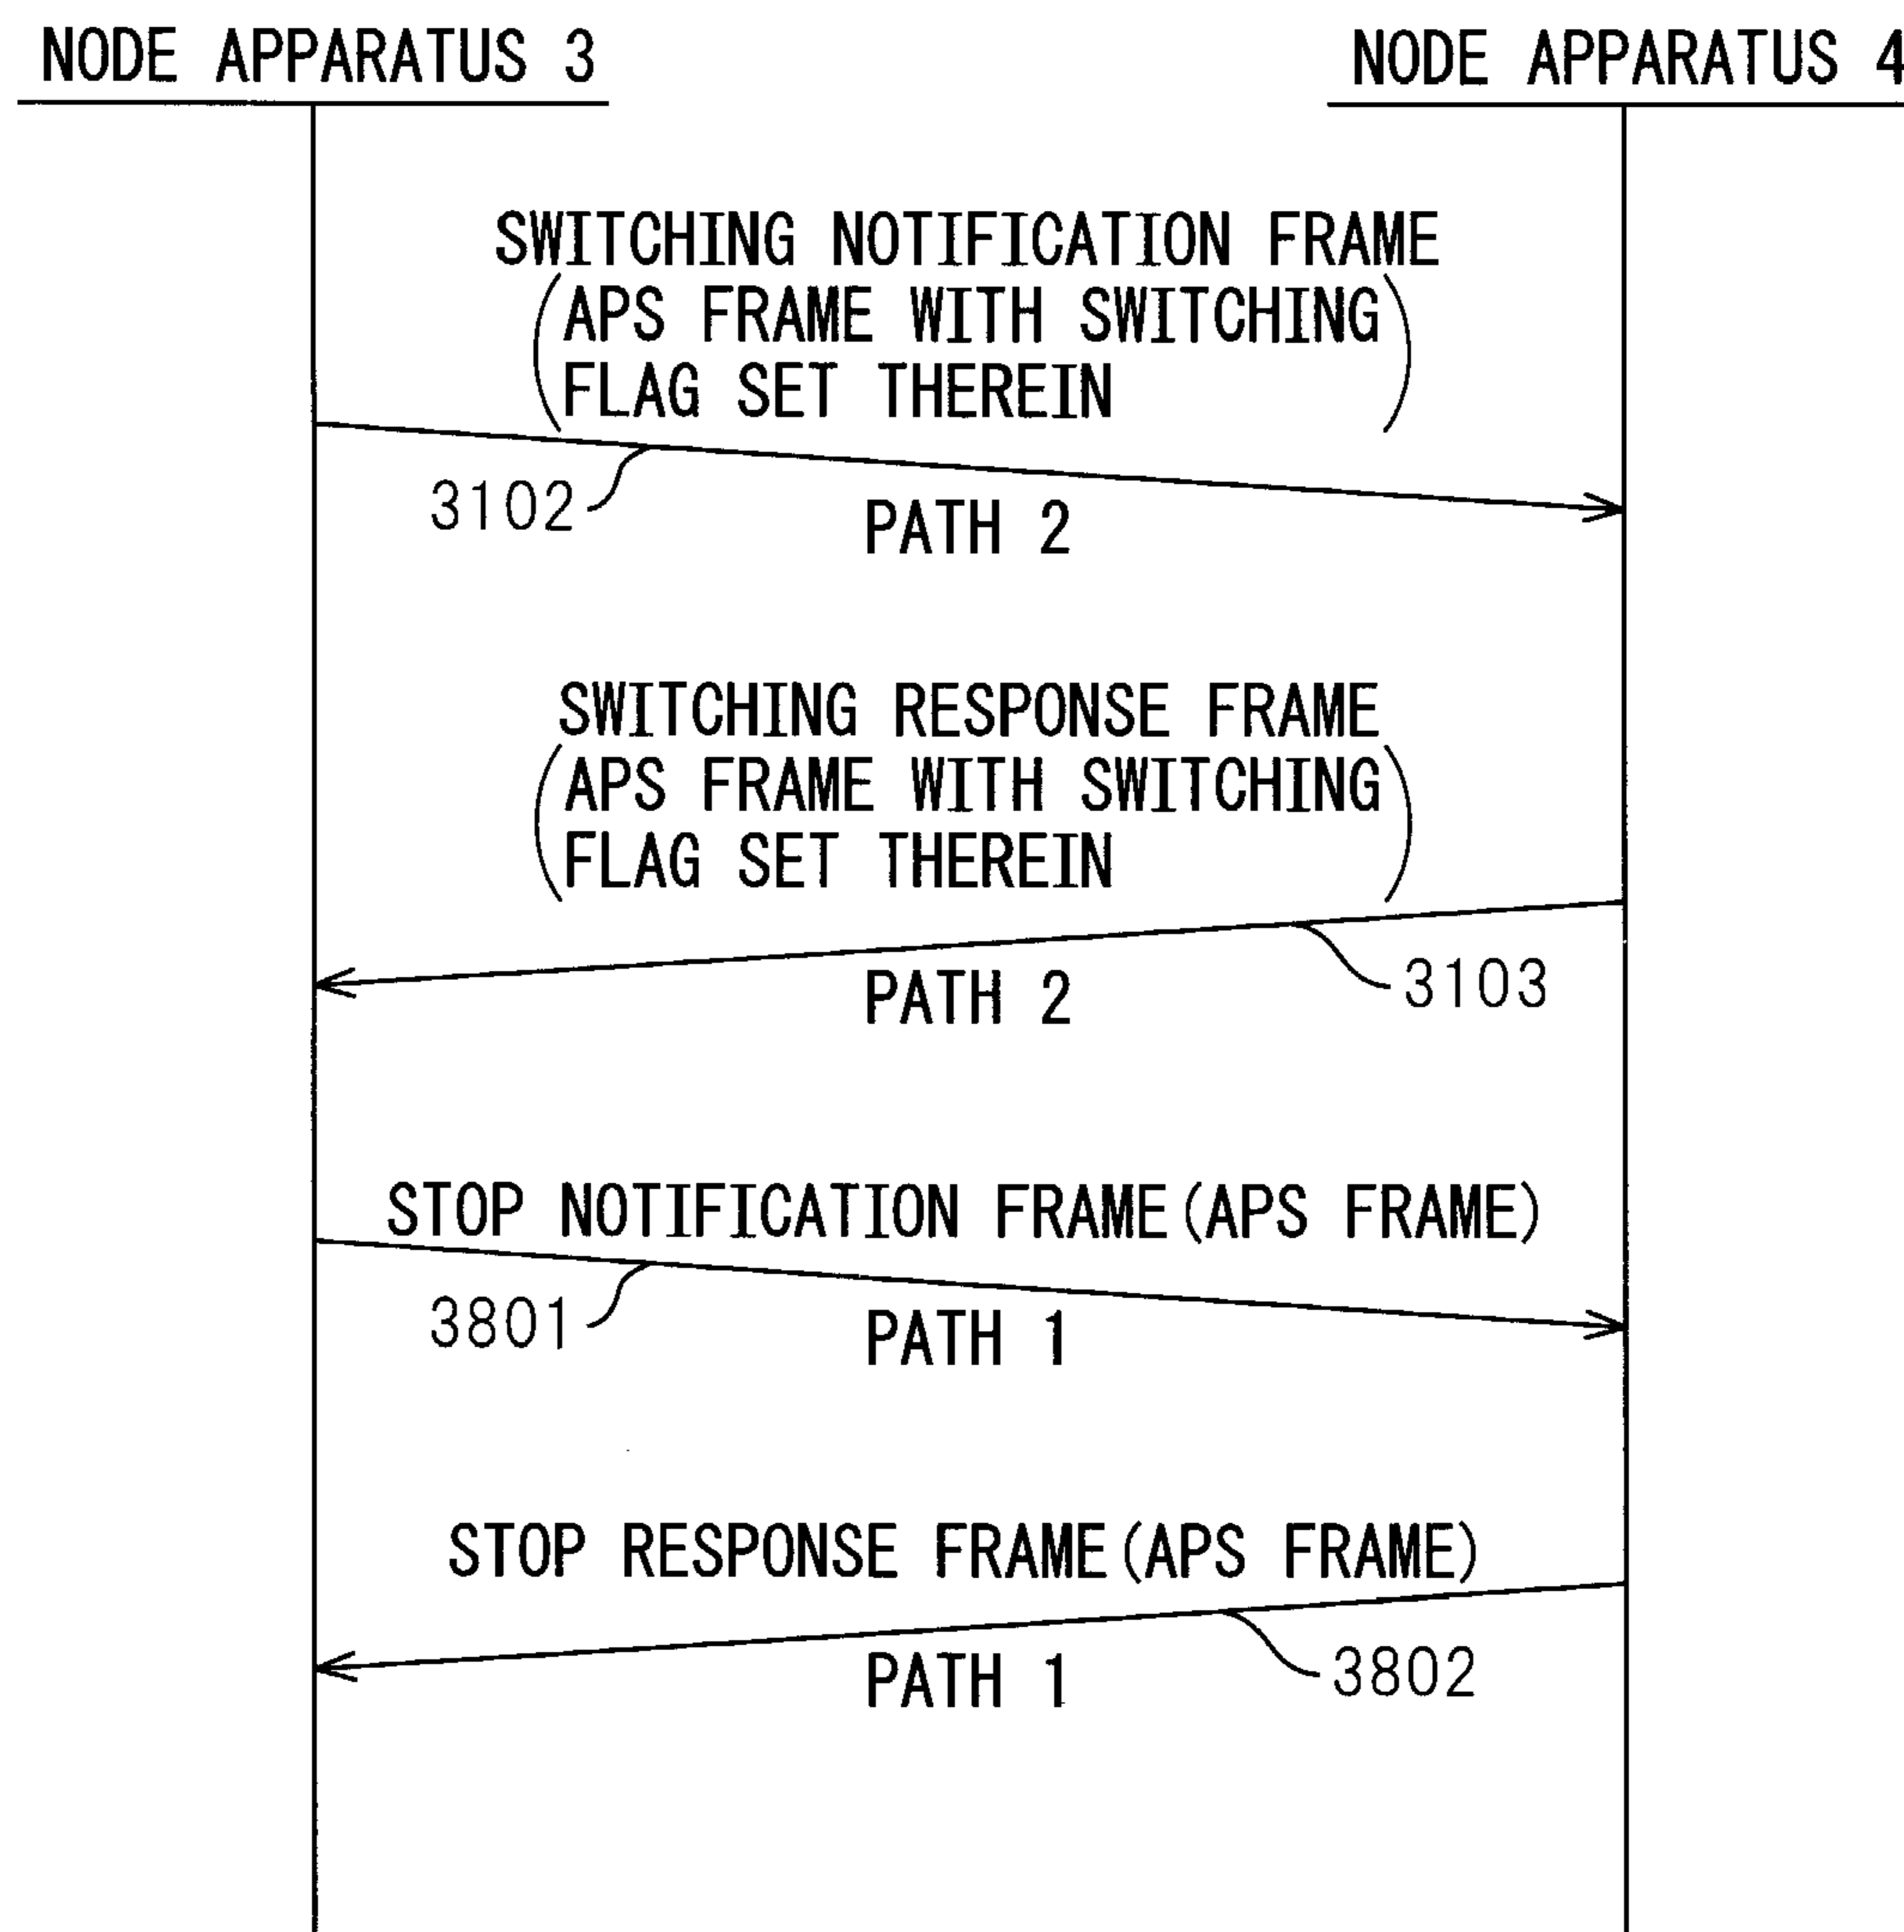 NODE APPARATUS 3
NODE APPARATUS 4
SWITCHING NOTIFICATION FRAME
(APS FRAME WITH SWITCHING
FLAG SET THEREIN)
3102
PATH 2
SWITCHING RESPONSE FRAME
(APS FRAME WITH SWITCHING
FLAG SET THEREIN)
PATH 2
3103
STOP NOTIFICATION FRAME(APS FRAME)
3801
PATH 1
STOP RESPONSE FRAME(APS FRAME)
PATH 1
3802